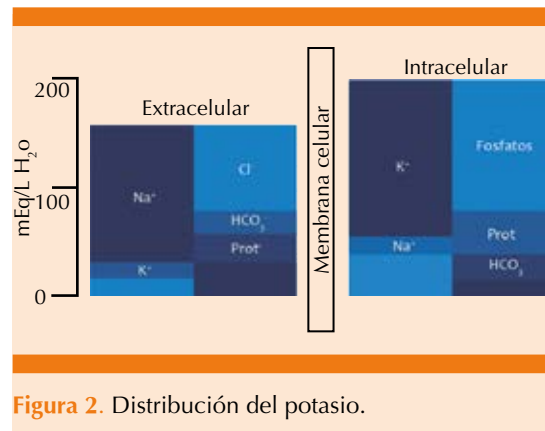 200
100
0
mEq/L H₂o
Extracelular
Na⁺
K⁺
Cl⁻
HCO₃⁻
Prot⁻
Membrana celular
Intracelular
K⁺
Na⁺
Fosfatos
Prot
HCO₃
Figura 2. Distribución del potasio.